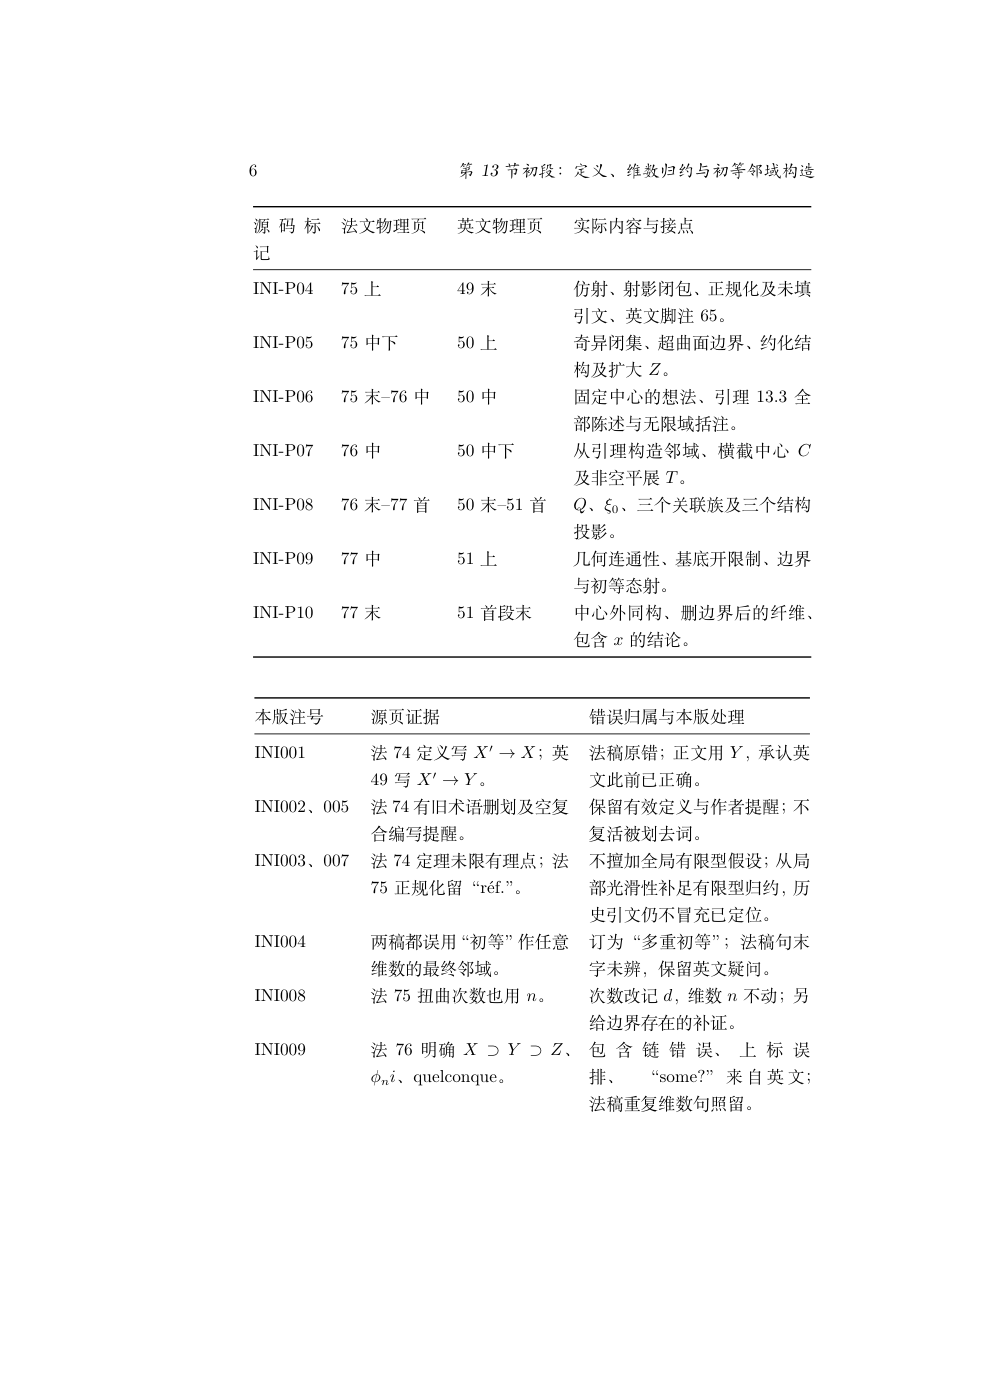 6 第 13 节初段：定义、维数归约与初等邻域构造
源 码 标 法文物理页 英文物理页 实际内容与接点
记
INI-P04 75 上 49 末 仿射、射影闭包、正规化及未填
引文、英文脚注 65。
INI-P05 75 中下 50 上 奇异闭集、超曲面边界、约化结
构及扩大 Z。
INI-P06 75 末–76 中 50 中 固定中心的想法、引理 13.3 全
部陈述与无限域括注。
INI-P07 76 中 50 中下 从引理构造邻域、横截中心 C
及非空平展 T。
INI-P08 76 末–77 首 50 末–51 首 Q、ξ₀、三个关联族及三个结构
投影。
INI-P09 77 中 51 上 几何连通性、基底开限制、边界
与初等态射。
INI-P10 77 末 51 首段末 中心外同构、删边界后的纤维、
包含 x 的结论。
本版注号 源页证据 错误归属与本版处理
INI001 法 74 定义写 X′ → X；英 法稿原错；正文用 Y，承认英
49 写 X′ → Y。 文此前已正确。
INI002、005 法 74 有旧术语删划及空复 保留有效定义与作者提醒；不
合编写提醒。 复活被划去词。
INI003、007 法 74 定理未限有理点；法 不擅加全局有限型假设；从局
75 正规化留 “réf.”。 部光滑性补足有限型归约，历
史引文仍不冒充已定位。
INI004 两稿都误用 “初等” 作任意 订为 “多重初等”；法稿句末
维数的最终邻域。 字未辨，保留英文疑问。
INI008 法 75 扭曲次数也用 n。 次数改记 d，维数 n 不动；另
给边界存在的补证。
INI009 法 76 明确 X ⊃ Y ⊃ Z、 包 含 链 错 误、 上 标 误
ϕₙi、quelconque。 排、 “some?” 来自英文；
法稿重复维数句照留。